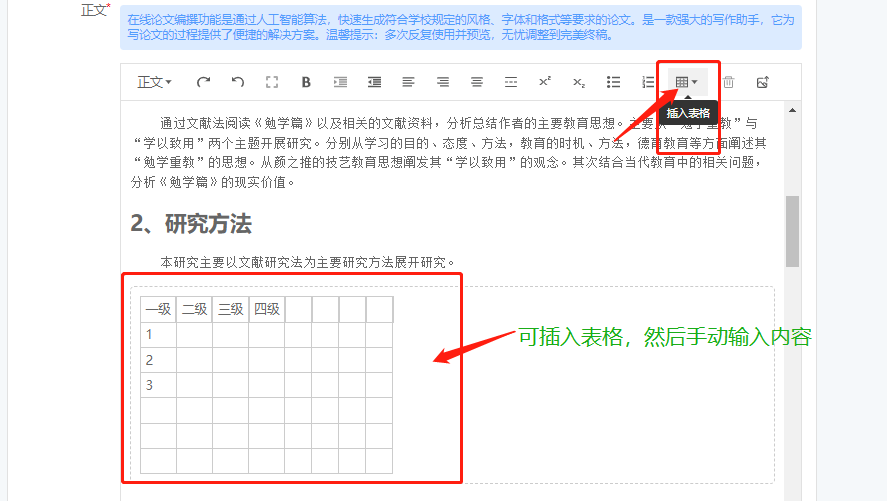 正文*
在线论文编撰功能是通过人工智能算法，快速生成符合学校规定的风格、字体和格式等要求的论文。是一款强大的写作助手，它为
写论文的过程提供了便捷的解决方案。温馨提示：多次反复使用并预览，无忧调整到完美终稿。
正文 B x² x₂
插入表格
通过文献法阅读《勉学篇》以及相关的文献资料，分析总结作者的主要教育思想。主要从“勉学重教”与
“学以致用”两个主题开展研究。分别从学习的目的、态度、方法，教育的时机、方法，德育教育等方面阐述其
“勉学重教”的思想。从颜之推的技艺教育思想阐发其“学以致用”的观念。其次结合当代教育中的相关问题，
分析《勉学篇》的现实价值。
2、研究方法
本研究主要以文献研究法为主要研究方法展开研究。
一级 二级 三级 四级
1
2
3
可插入表格，然后手动输入内容